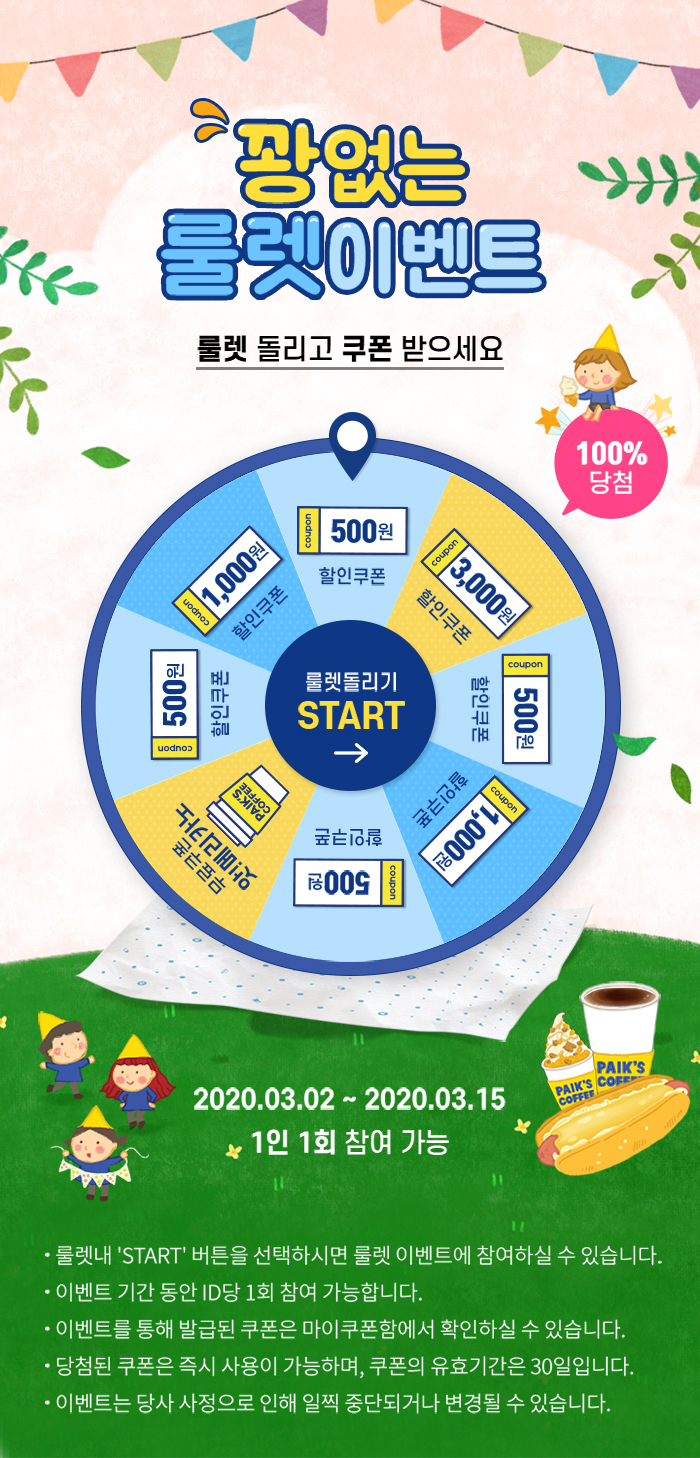 꽝없는
룰렛이벤트
룰렛 돌리고 쿠폰 받으세요
100%
당첨
coupon 500원
할인쿠폰
coupon 3,000원
할인쿠폰
coupon 500원
할인쿠폰
coupon 1,000원
할인쿠폰
coupon 500원
할인쿠폰
PAIK'S
COFFEE
앗!메리카노
무료쿠폰
coupon 500원
할인쿠폰
coupon 1,000원
할인쿠폰
룰렛돌리기
START
PAIK'S
COFFEE
PAIK'S
COFFEE
2020.03.02 ~ 2020.03.15
1인 1회 참여 가능
• 룰렛내 'START' 버튼을 선택하시면 룰렛 이벤트에 참여하실 수 있습니다.
• 이벤트 기간 동안 ID당 1회 참여 가능합니다.
• 이벤트를 통해 발급된 쿠폰은 마이쿠폰함에서 확인하실 수 있습니다.
• 당첨된 쿠폰은 즉시 사용이 가능하며, 쿠폰의 유효기간은 30일입니다.
• 이벤트는 당사 사정으로 인해 일찍 중단되거나 변경될 수 있습니다.